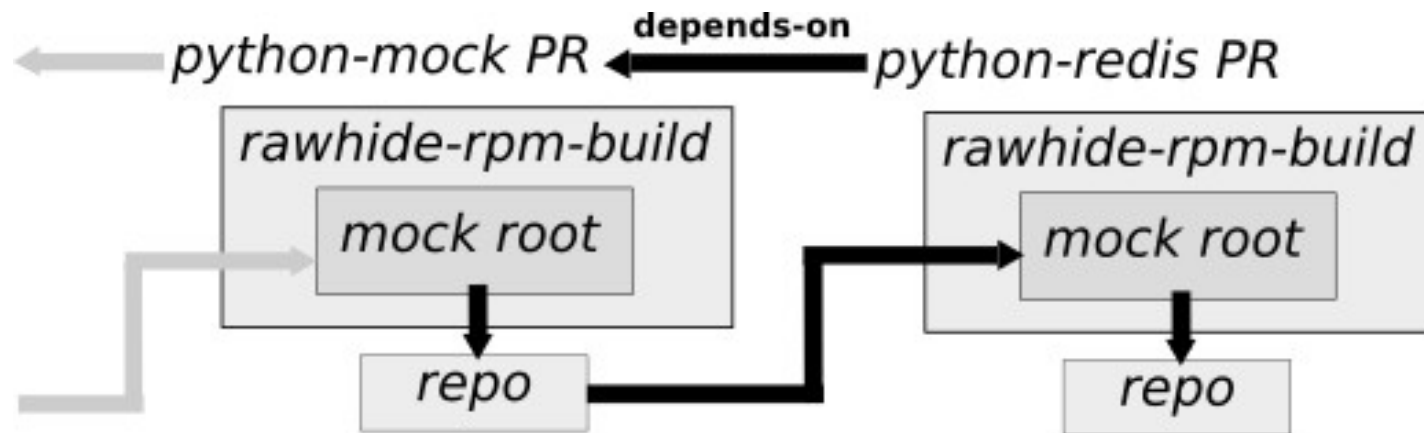 depends-on
python-mock PR
python-redis PR
rawhide-rpm-build
rawhide-rpm-build
mock root
mock root
repo
repo